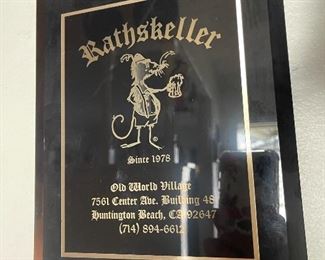 Rathskeller
Since 1978
Old World Village
7561 Center Ave. Building 48
Huntington Beach, CA 92647
(714) 894-6612